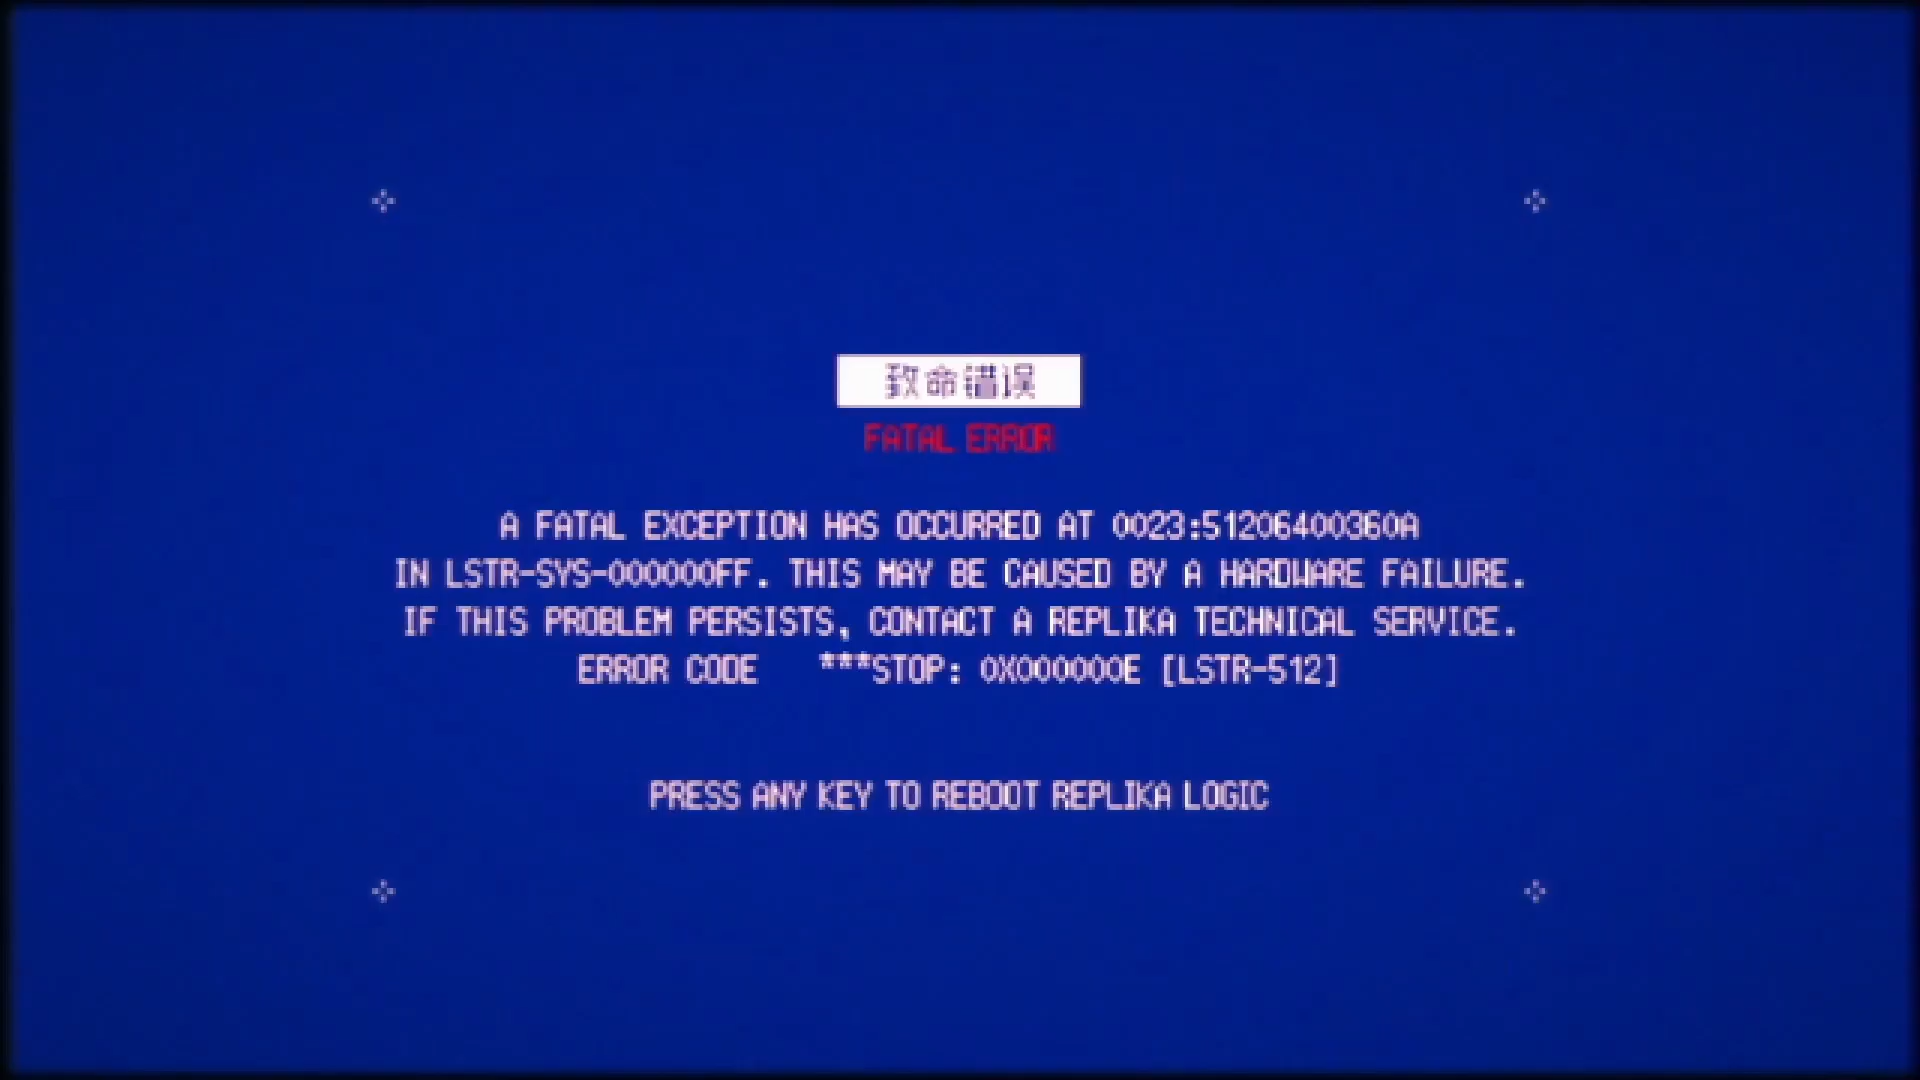 致命错误
FATAL ERROR
A FATAL EXCEPTION HAS OCCURRED AT 0023:51206400360A
IN LSTR-SYS-000000FF. THIS MAY BE CAUSED BY A HARDWARE FAILURE.
IF THIS PROBLEM PERSISTS, CONTACT A REPLIKA TECHNICAL SERVICE.
ERROR CODE ***STOP: 0X000000E [LSTR-512]
PRESS ANY KEY TO REBOOT REPLIKA LOGIC